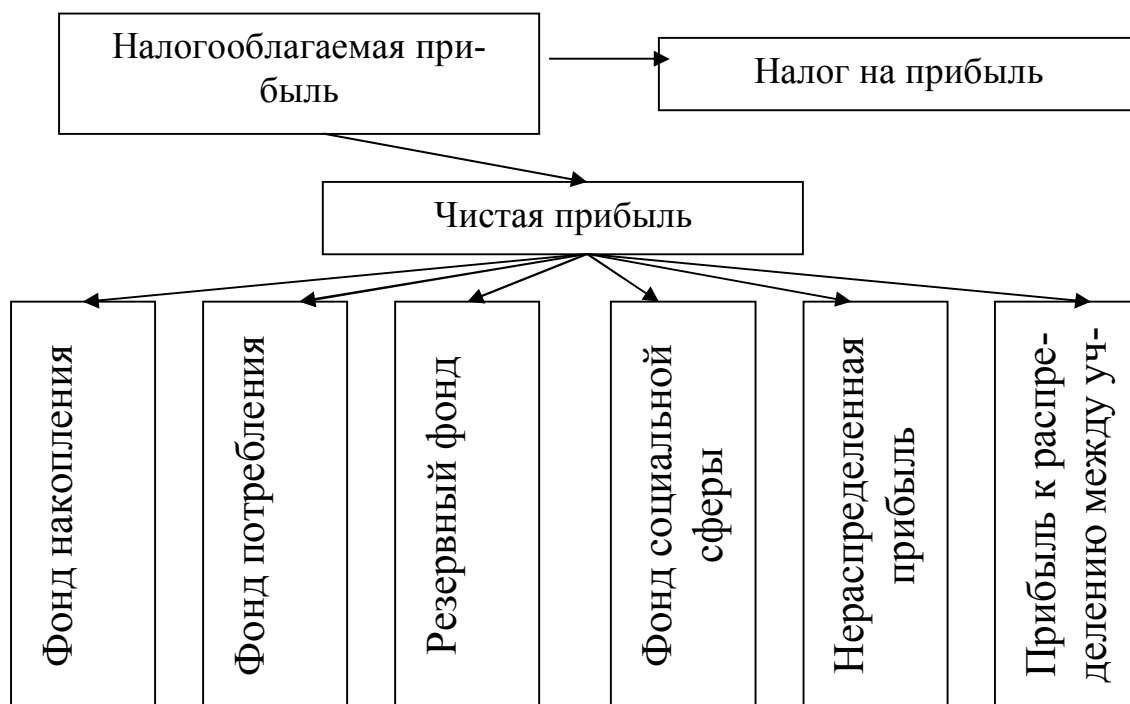 Налогооблагаемая при-
быль
Налог на прибыль
Чистая прибыль
Фонд накопления
Фонд потребления
Резервный фонд
Фонд социальной
сферы
Нераспределенная
прибыль
Прибыль к распре-
делению между уч-